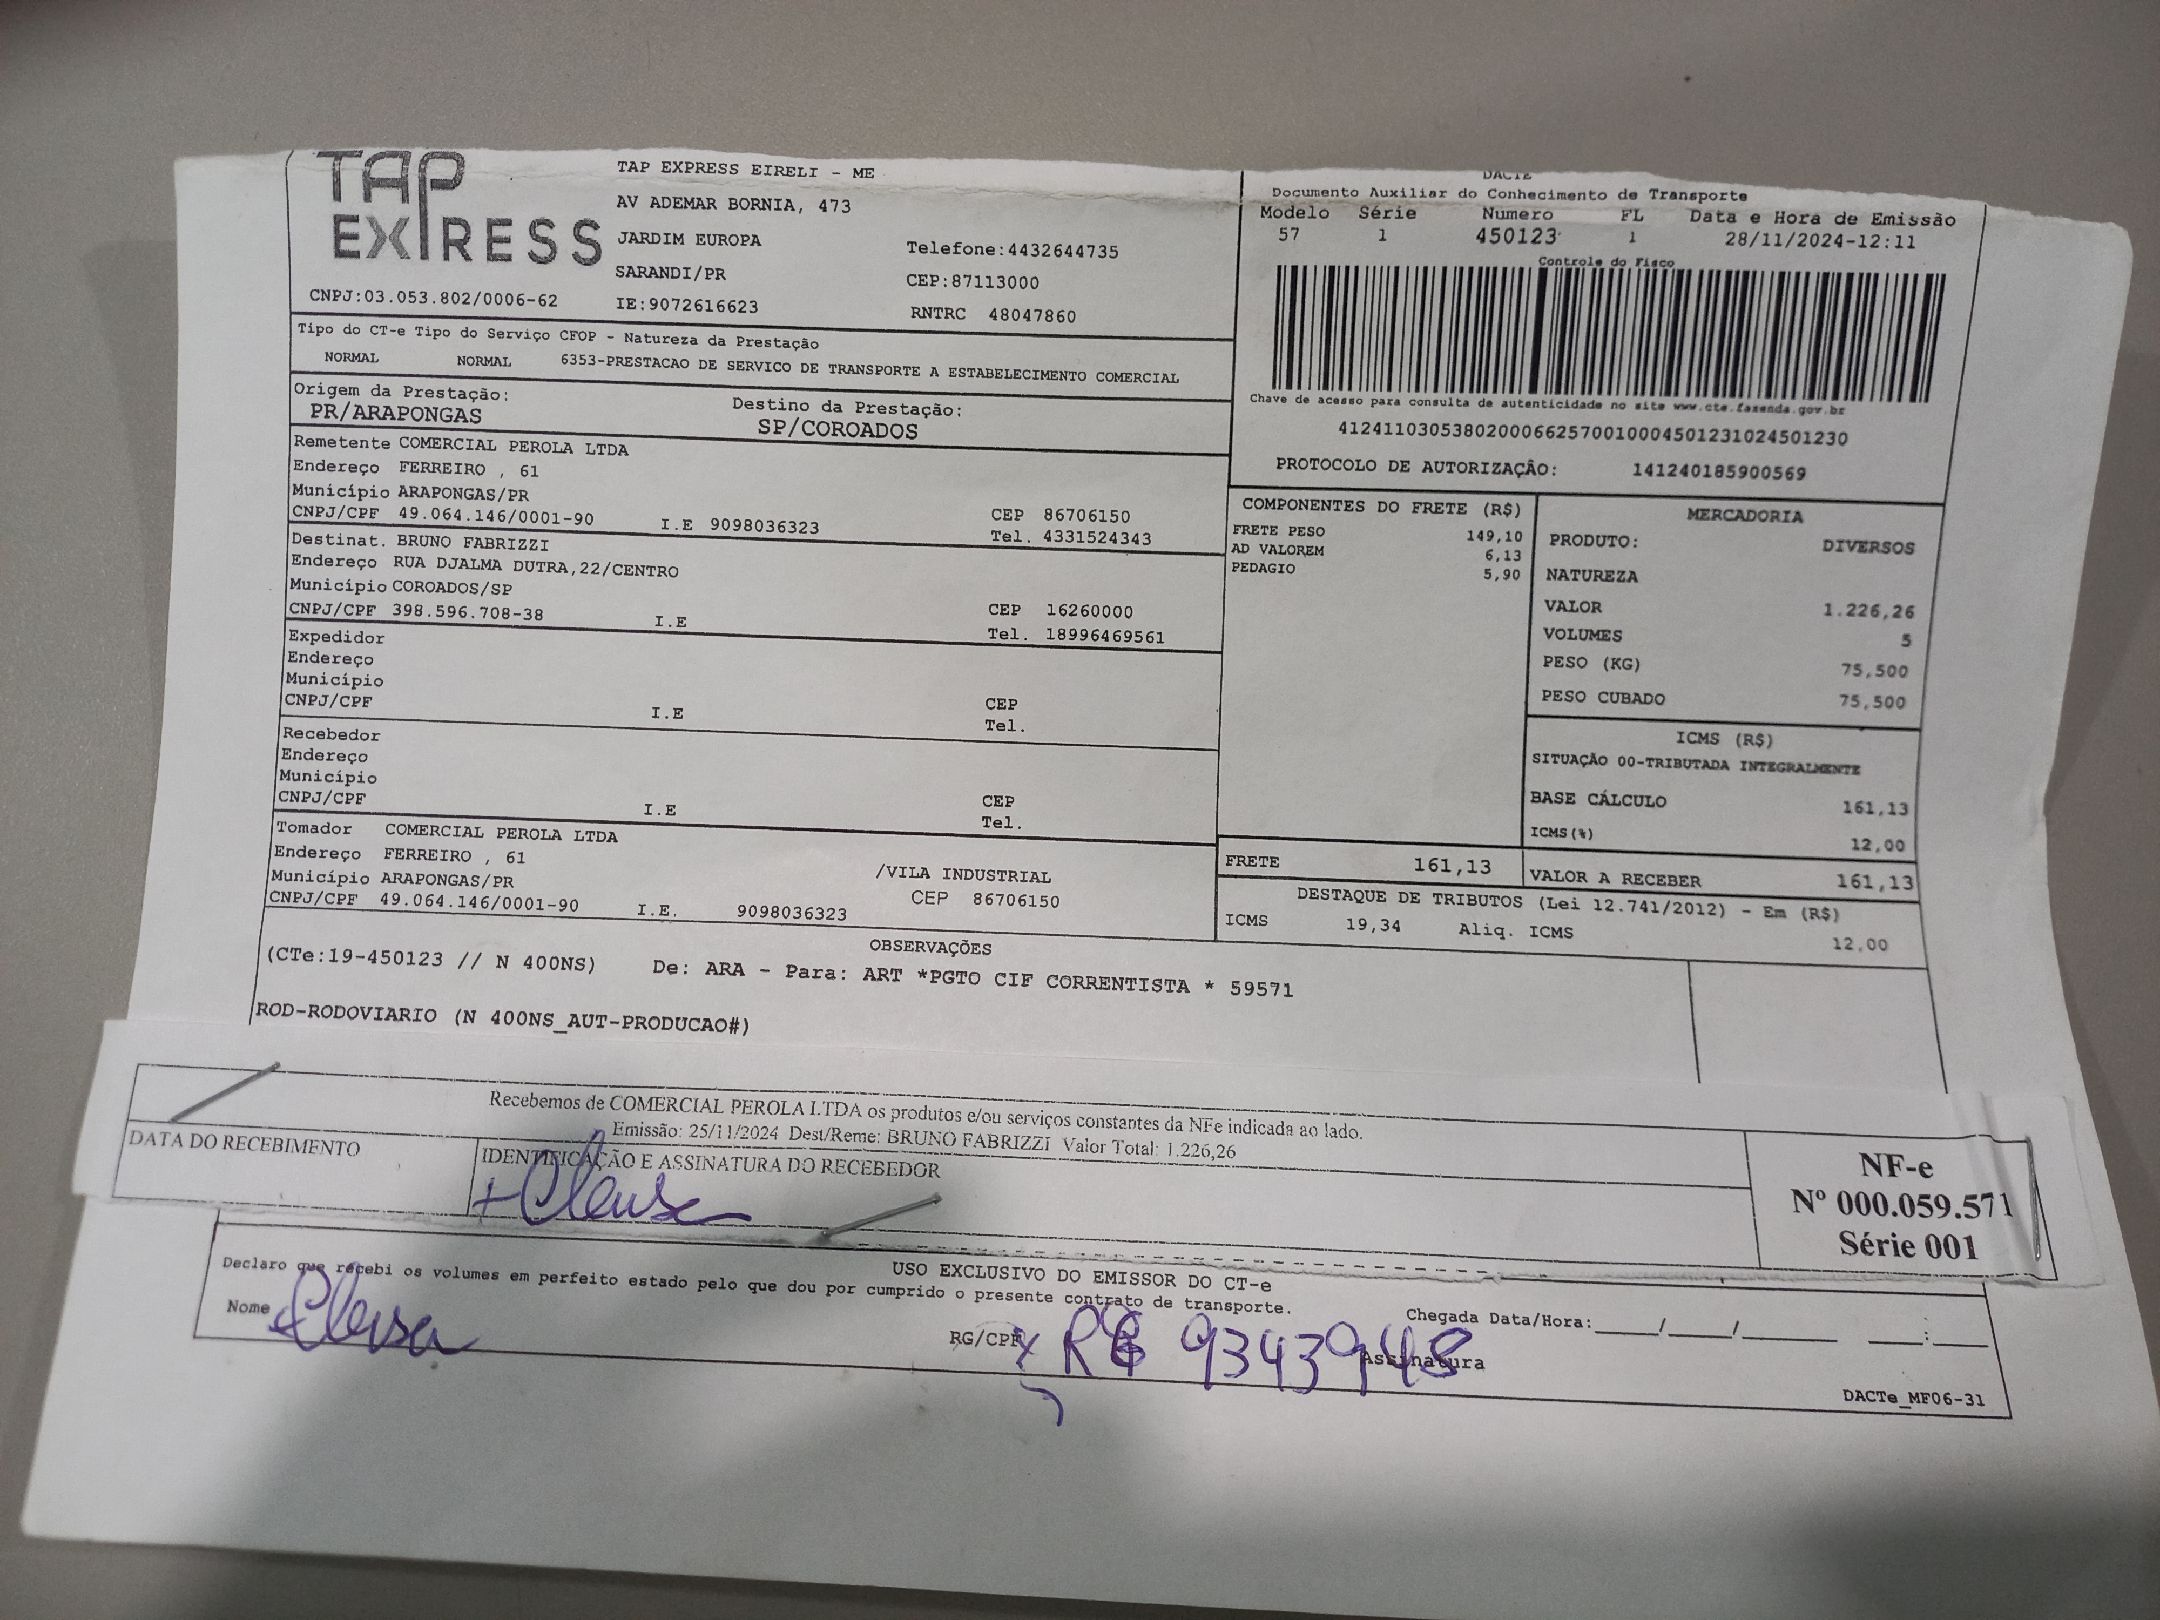 TAP EXPRESS
TAP EXPRESS EIRELI - ME
AV ADEMAR BORNIA, 473
JARDIM EUROPA
Telefone:4432644735
SARANDI/PR
CEP:87113000
CNPJ:03.053.802/0006-62
IE:9072616623
RNTRC 48047860
DACTE
Documento Auxiliar do Conhecimento de Transporte
Modelo Série Numero FL Data e Hora de Emissão
57 1 450123 1 28/11/2024-12:11
Controle do Fisco
Chave de acesso para consulta de autenticidade no site www.cte.fazenda.gov.br
41241103053802000662570010004501231024501230
PROTOCOLO DE AUTORIZAÇÃO: 141240185900569
Tipo do CT-e Tipo do Serviço CFOP - Natureza da Prestação
NORMAL NORMAL 6353-PRESTACAO DE SERVICO DE TRANSPORTE A ESTABELECIMENTO COMERCIAL
Origem da Prestação: Destino da Prestação:
PR/ARAPONGAS SP/COROADOS
Remetente COMERCIAL PEROLA LTDA
Endereço FERREIRO , 61
Município ARAPONGAS/PR CEP 86706150
CNPJ/CPF 49.064.146/0001-90 I.E 9098036323 Tel. 4331524343
Destinat. BRUNO FABRIZZI
Endereço RUA DJALMA DUTRA,22/CENTRO
Município COROADOS/SP CEP 16260000
CNPJ/CPF 398.596.708-38 I.E Tel. 18996469561
Expedidor
Endereço
Município CEP
CNPJ/CPF I.E Tel.
Recebedor
Endereço
Município CEP
CNPJ/CPF I.E Tel.
Tomador COMERCIAL PEROLA LTDA
Endereço FERREIRO , 61 /VILA INDUSTRIAL
Município ARAPONGAS/PR CEP 86706150
CNPJ/CPF 49.064.146/0001-90 I.E. 9098036323
COMPONENTES DO FRETE (R$)
FRETE PESO 149,10
AD VALOREM 6,13
PEDAGIO 5,90
MERCADORIA
PRODUTO: DIVERSOS
NATUREZA
VALOR 1.226,26
VOLUMES 5
PESO (KG) 75,500
PESO CUBADO 75,500
ICMS (R$)
SITUAÇÃO 00-TRIBUTADA INTEGRALMENTE
BASE CÁLCULO 161,13
ICMS(%) 12,00
FRETE 161,13 VALOR A RECEBER 161,13
DESTAQUE DE TRIBUTOS (Lei 12.741/2012) - Em (R$)
ICMS 19,34 Aliq. ICMS 12,00
OBSERVAÇÕES
(CTe:19-450123 // N 400NS) De: ARA - Para: ART *PGTO CIF CORRENTISTA * 59571
ROD-RODOVIARIO (N 400NS_AUT-PRODUCAO#)
Recebemos de COMERCIAL PEROLA LTDA os produtos e/ou serviços constantes da NFe indicada ao lado.
Emissão: 25/11/2024 Dest/Reme: BRUNO FABRIZZI Valor Total: 1.226,26
DATA DO RECEBIMENTO
IDENTIFICAÇÃO E ASSINATURA DO RECEBEDOR
Cleusa
NF-e
Nº 000.059.571
Série 001
USO EXCLUSIVO DO EMISSOR DO CT-e
Declaro que recebi os volumes em perfeito estado pelo que dou por cumprido o presente contrato de transporte.
Nome Cleusa
RG/CPF x RG 9343948
Chegada Data/Hora:____/____/______ ____:____
Assinatura
DACTe_MF06-31